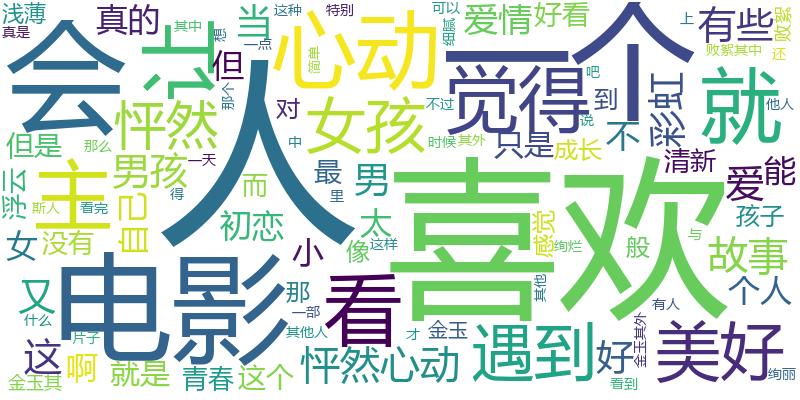 浅薄
真是
真的
其中
让
当
想
这种
一点
特别
心动
简单
可以
细腻
爱情
好看
一个
上
有些
败絮
会
但
那个
人
对
怦然
女孩
觉得
吧
到
彩虹
就
败絮其中
还
他人
说
但是
那么
一天
中
不过
时候
其外
只是
不
成长
清新
浮云
主
男孩
而
得
最
里
男
喜欢
爱
能
斯人
看完
自己
初恋
太
感觉
绚烂
般
与
孩子
女
没有
小
像
这样
故事
又
什么
电影
那
一部
看
其他
个人
有人
这
片子
其他人
才
金玉
遇到
好
金玉其外
美好
绚丽
金玉其
啊
就是
青春
这个
怦然心动
看到